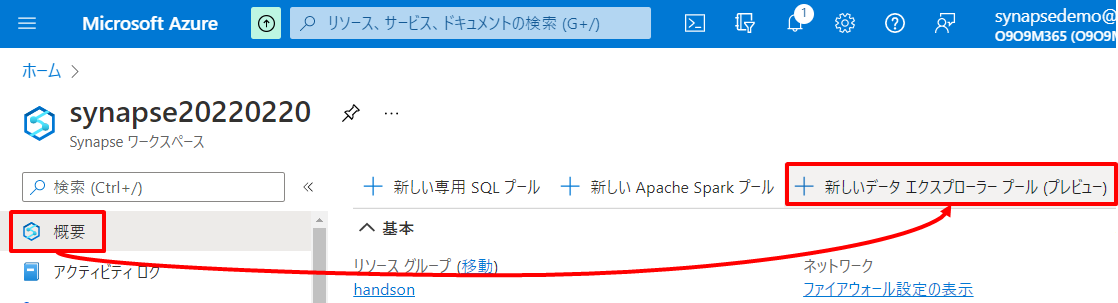 Microsoft Azure
リソース、サービス、ドキュメントの検索 (G+/)
1
synapsedemo@
O9O9M365 (O9O9M
ホーム
synapse20220220
Synapse ワークスペース
検索 (Ctrl+/)
新しい専用 SQL プール
新しい Apache Spark プール
新しいデータ エクスプローラー プール (プレビュー)
概要
アクティビティ ログ
基本
リソース グループ (移動)
handson
ネットワーク
ファイアウォール設定の表示